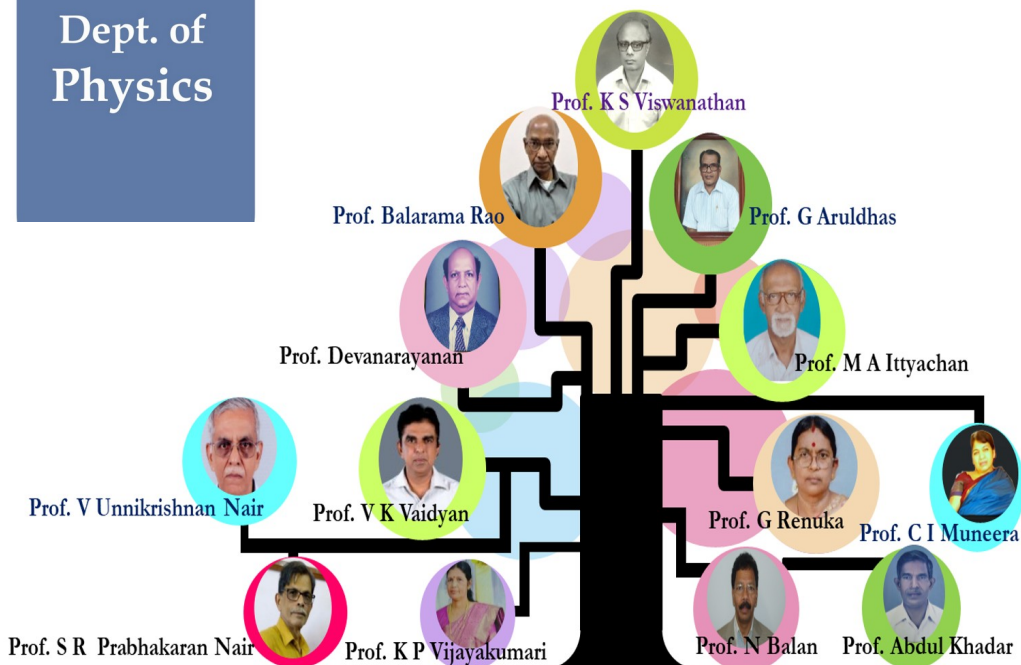 Dept. of
Physics
Prof. K S Viswanathan
Prof. Balarama Rao
Prof. G Aruldhas
Prof. Devanarayanan
Prof. M A Ittyachan
Prof. V Unnikrishnan Nair
Prof. V K Vaidyan
Prof. G Renuka
Prof. C I Muneera
Prof. S R Prabhakaran Nair
Prof. K P Vijayakumari
Prof. N Balan
Prof. Abdul Khadar